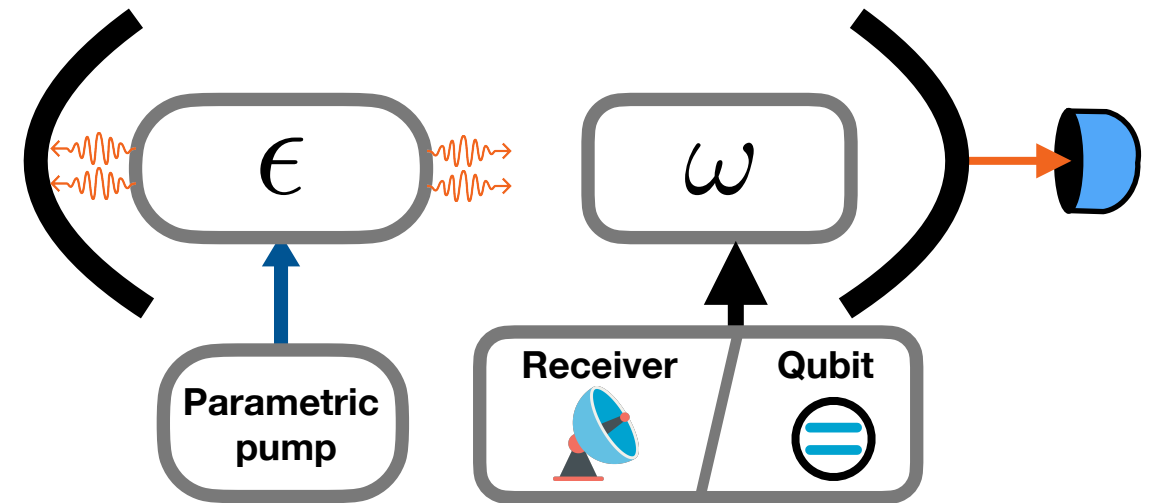 ϵ
ω
Parametric
pump
Receiver
Qubit